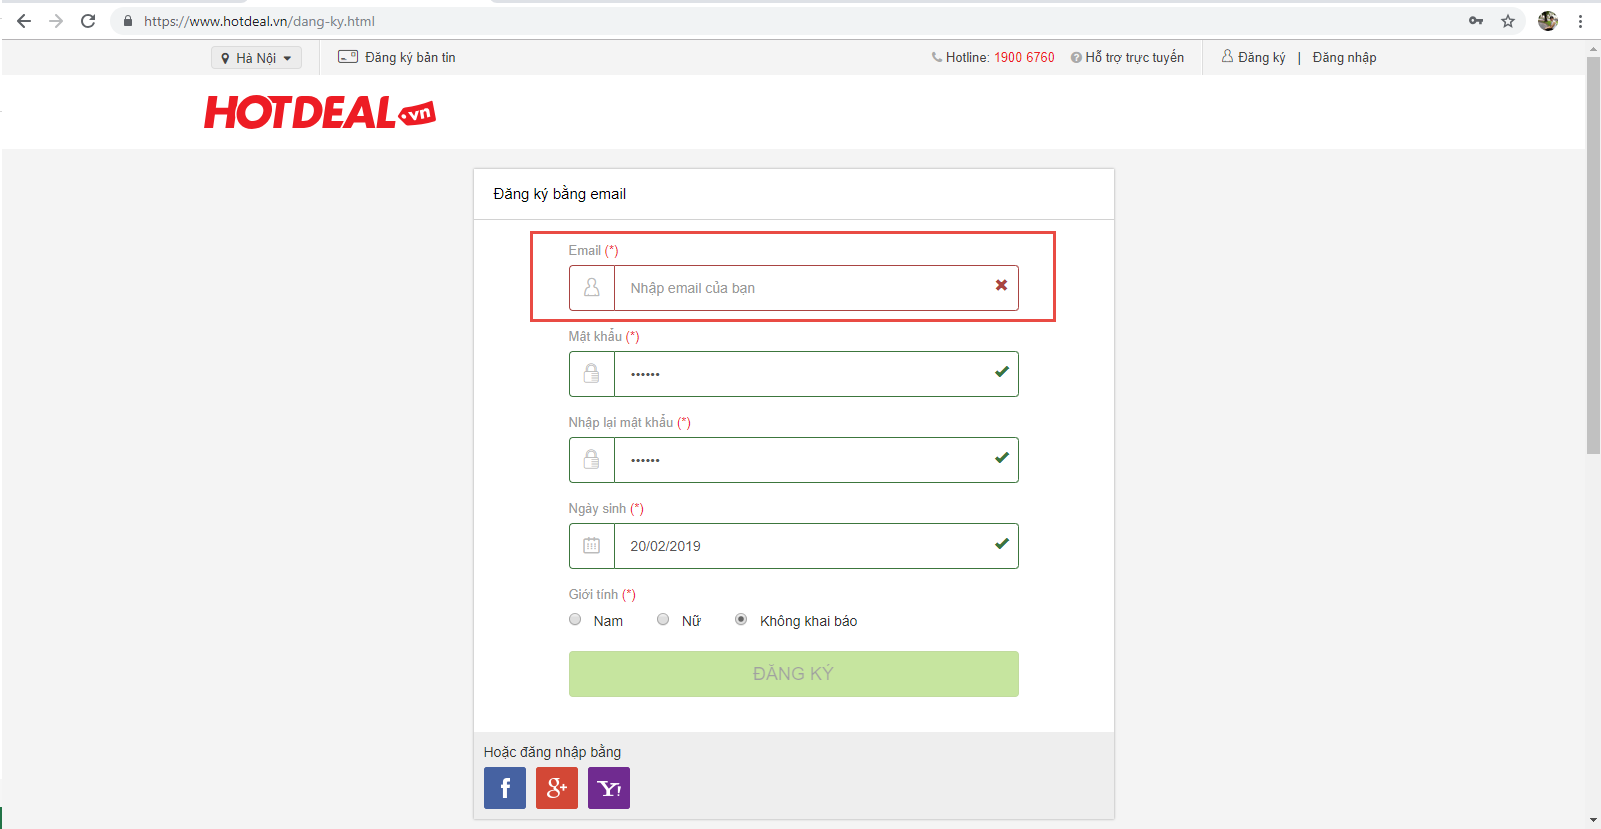 https://www.hotdeal.vn/dang-ky.html
Hà Nội
Đăng ký bản tin
Hotline: 1900 6760
Hỗ trợ trực tuyến
Đăng ký | Đăng nhập
HOTDEAL.vn
Đăng ký bằng email
Email (*)
Nhập email của bạn
Mật khẩu (*)
••••••
Nhập lại mật khẩu (*)
••••••
Ngày sinh (*)
20/02/2019
Giới tính (*)
Nam
Nữ
Không khai báo
ĐĂNG KÝ
Hoặc đăng nhập bằng
f
g+
Y!